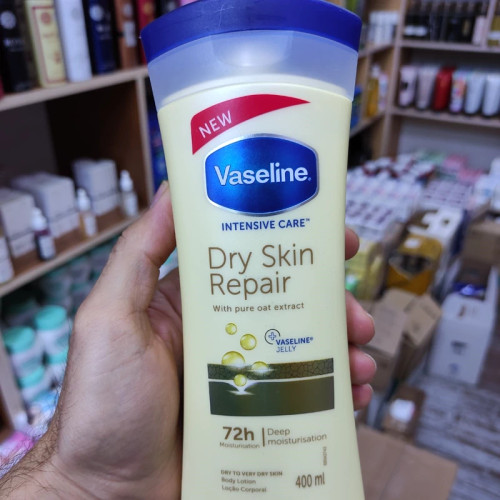 NEW
Vaseline®
INTENSIVE CARE™
Dry Skin
Repair
With pure oat extract
VASELINE®
JELLY
72h
Moisturisation
Deep
moisturisation
DRY TO VERY DRY SKIN
Body Lotion
Loção Corporal
400 ml